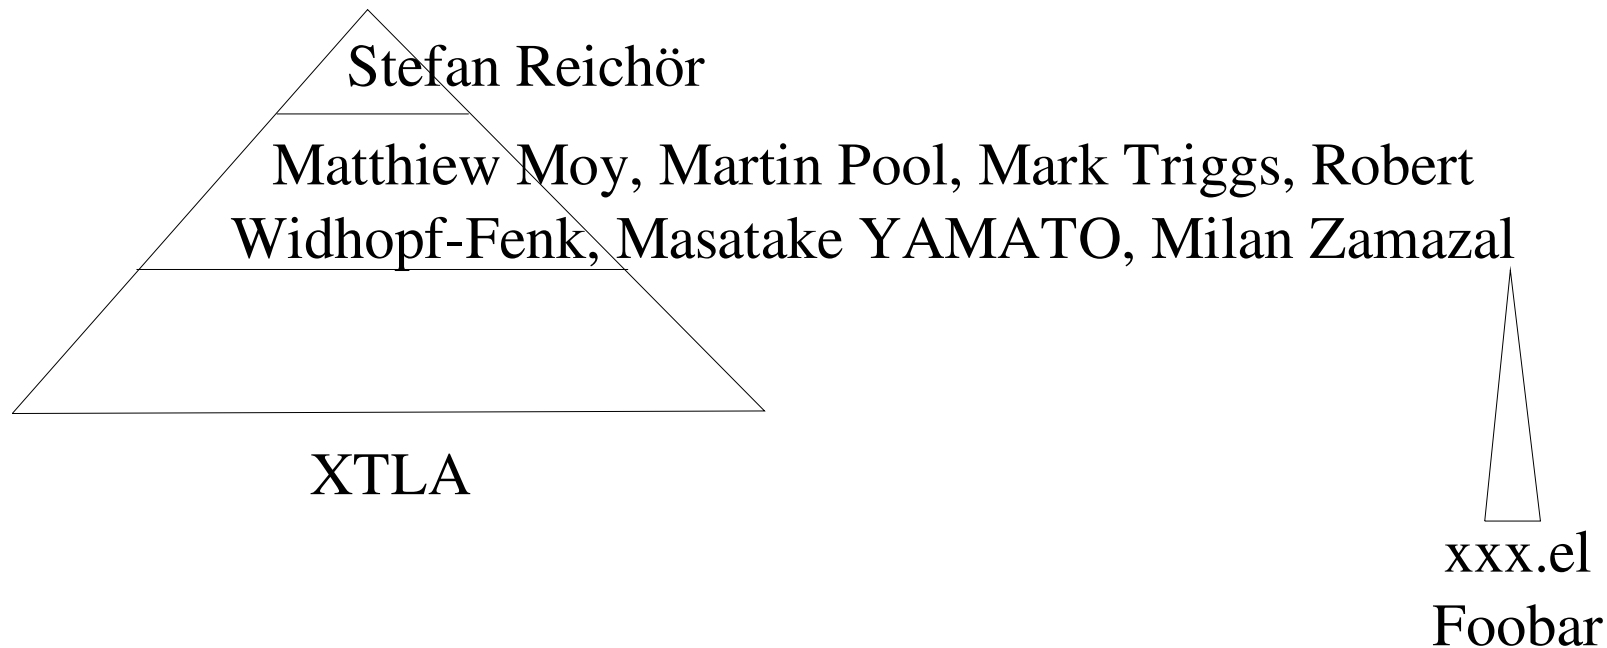 Stefan Reichör
Matthiew Moy, Martin Pool, Mark Triggs, Robert
Widhopf-Fenk, Masatake YAMATO, Milan Zamazal
XTLA
xxx.el
Foobar